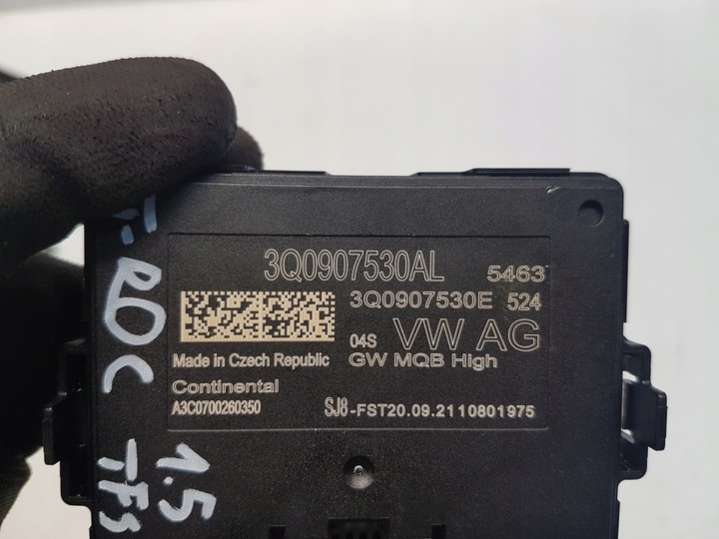 3Q0907530AL 5463
3Q0907530E 524
04S VW AG
Made in Czech Republic GW MQB High
Continental
A3C0700260350 SJ8-FST20.09.2110801975
ROC
1.5